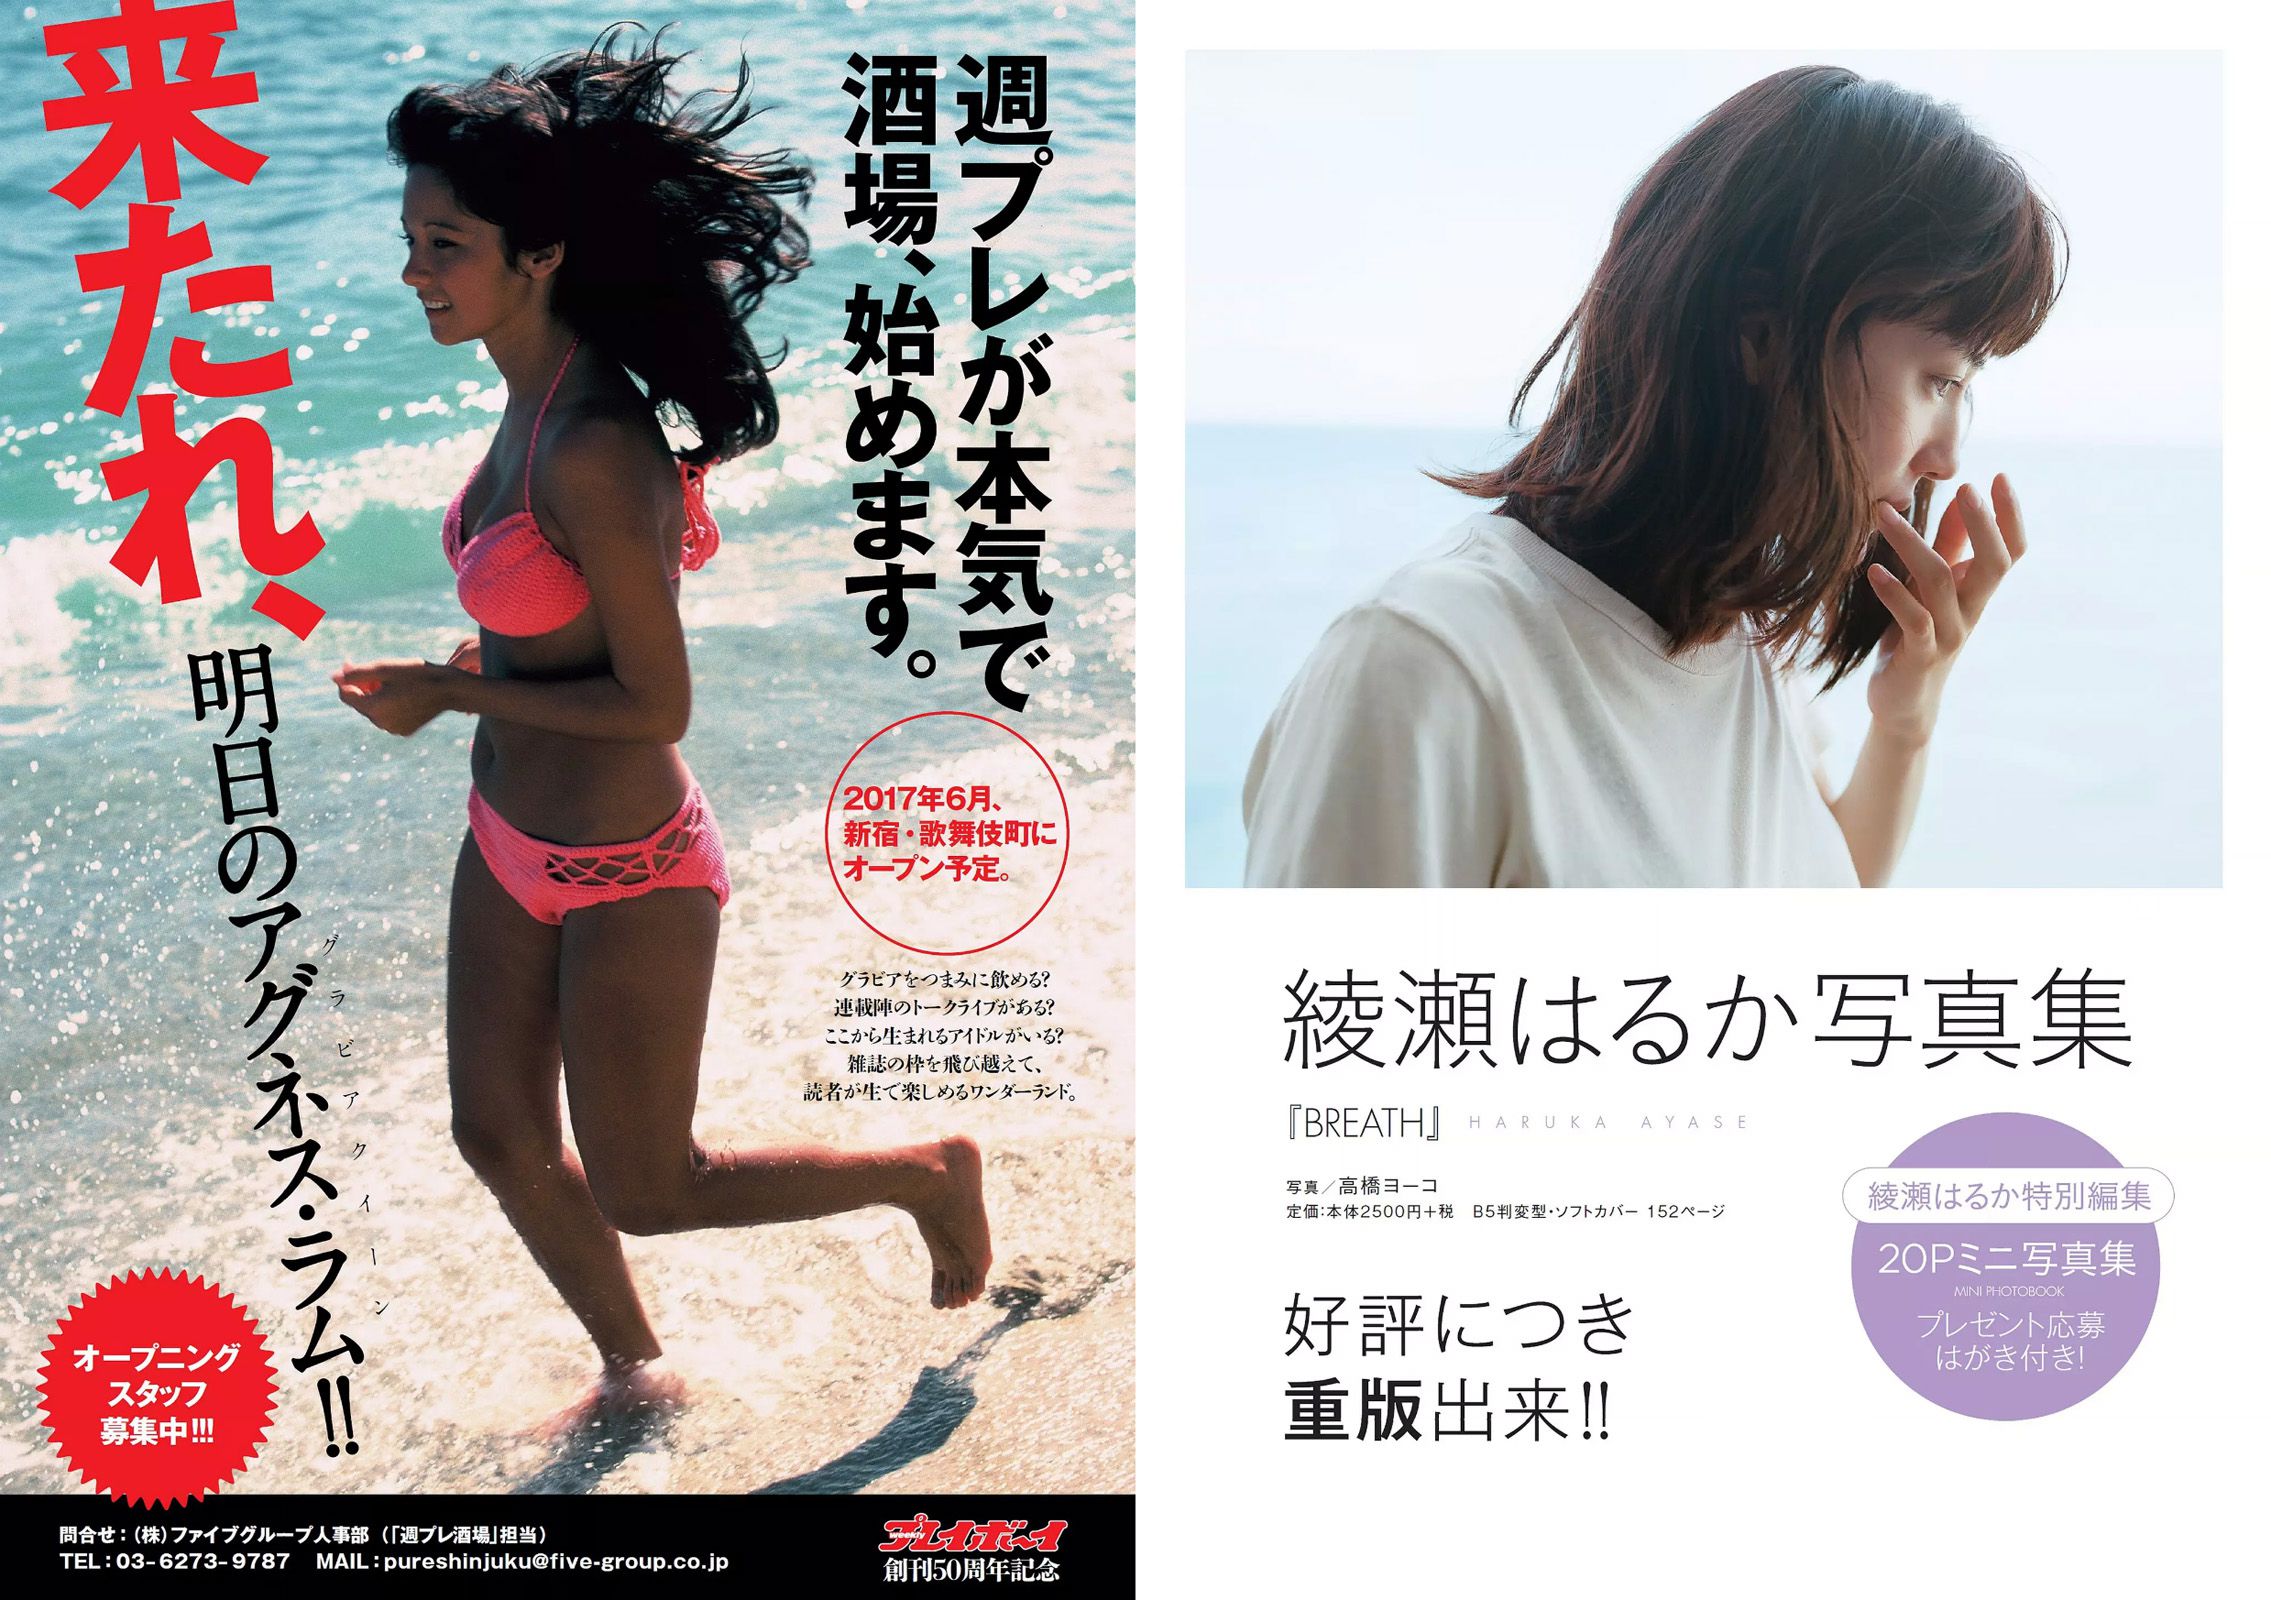 週プレが本気で
酒場、始めます。
来たれ、
明日のアグネス・ラム!!
グラビアクイーン
2017年6月、
新宿・歌舞伎町に
オープン予定。
グラビアをつまみに飲める?
連載陣のトークライブがある?
ここから生まれるアイドルがいる?
雑誌の枠を飛び越えて、
読者が生で楽しめるワンダーランド。
オープニング
スタッフ
募集中!!!
問合せ：（株）ファイブグループ人事部（「週プレ酒場」担当）
TEL：03-6273-9787　MAIL：pureshinjuku@five-group.co.jp
weekly プレイボーイ
創刊50周年記念
綾瀬はるか写真集
『BREATH』 HARUKA AYASE
写真／高橋ヨーコ
定価：本体2500円＋税　B5判変型・ソフトカバー 152ページ
好評につき
重版出来!!
綾瀬はるか特別編集
20Pミニ写真集
MINI PHOTOBOOK
プレゼント応募
はがき付き!